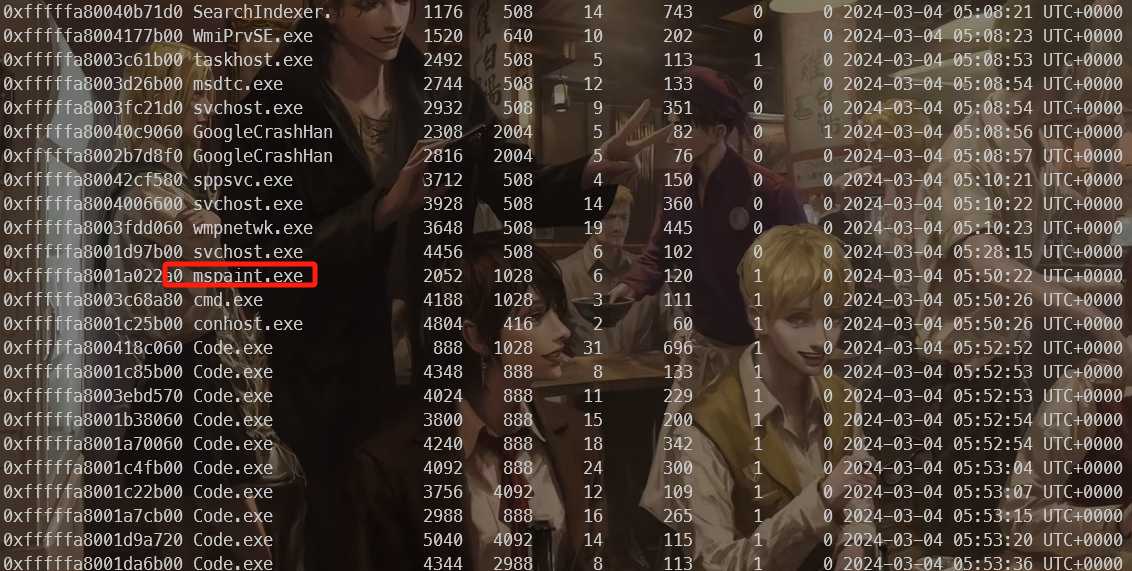 0xfffffa80040b71d0 SearchIndexer. 1176 508 14 743 0 0 2024-03-04 05:08:21 UTC+0000
0xfffffa8004177b00 WmiPrvSE.exe 1520 640 10 202 0 0 2024-03-04 05:08:23 UTC+0000
0xfffffa8003c61b00 taskhost.exe 2492 508 5 113 1 0 2024-03-04 05:08:53 UTC+0000
0xfffffa8003d26b00 msdtc.exe 2744 508 12 133 0 0 2024-03-04 05:08:54 UTC+0000
0xfffffa8003fc21d0 svchost.exe 2932 508 9 351 0 0 2024-03-04 05:08:54 UTC+0000
0xfffffa80040c9060 GoogleCrashHan 2308 2004 5 82 0 1 2024-03-04 05:08:56 UTC+0000
0xfffffa8002b7d8f0 GoogleCrashHan 2816 2004 5 76 0 0 2024-03-04 05:08:57 UTC+0000
0xfffffa80042cf580 sppsvc.exe 3712 508 4 150 0 0 2024-03-04 05:10:21 UTC+0000
0xfffffa8004006600 svchost.exe 3928 508 14 360 0 0 2024-03-04 05:10:22 UTC+0000
0xfffffa8003fdd060 wmpnetwk.exe 3648 508 19 445 0 0 2024-03-04 05:10:23 UTC+0000
0xfffffa8001d97b00 svchost.exe 4456 508 6 102 0 0 2024-03-04 05:28:15 UTC+0000
0xfffffa8001a022a0 mspaint.exe 2052 1028 6 120 1 0 2024-03-04 05:50:22 UTC+0000
0xfffffa8003c68a80 cmd.exe 4188 1028 3 111 1 0 2024-03-04 05:50:26 UTC+0000
0xfffffa8001c25b00 conhost.exe 4804 416 2 60 1 0 2024-03-04 05:50:26 UTC+0000
0xfffffa800418c060 Code.exe 888 1028 31 696 1 0 2024-03-04 05:52:52 UTC+0000
0xfffffa8001c85b00 Code.exe 4348 888 8 133 1 0 2024-03-04 05:52:53 UTC+0000
0xfffffa8003ebd570 Code.exe 4024 888 11 229 1 0 2024-03-04 05:52:53 UTC+0000
0xfffffa8001b38060 Code.exe 3800 888 15 200 1 0 2024-03-04 05:52:54 UTC+0000
0xfffffa8001a70060 Code.exe 4240 888 18 342 1 0 2024-03-04 05:52:54 UTC+0000
0xfffffa8001c4fb00 Code.exe 4092 888 24 300 1 0 2024-03-04 05:53:04 UTC+0000
0xfffffa8001c22b00 Code.exe 3756 4092 12 109 1 0 2024-03-04 05:53:07 UTC+0000
0xfffffa8001a7cb00 Code.exe 2988 888 16 265 1 0 2024-03-04 05:53:15 UTC+0000
0xfffffa8001d9a720 Code.exe 5040 4092 14 115 1 0 2024-03-04 05:53:20 UTC+0000
0xfffffa8001da6b00 Code.exe 4344 2988 8 113 1 0 2024-03-04 05:53:36 UTC+0000